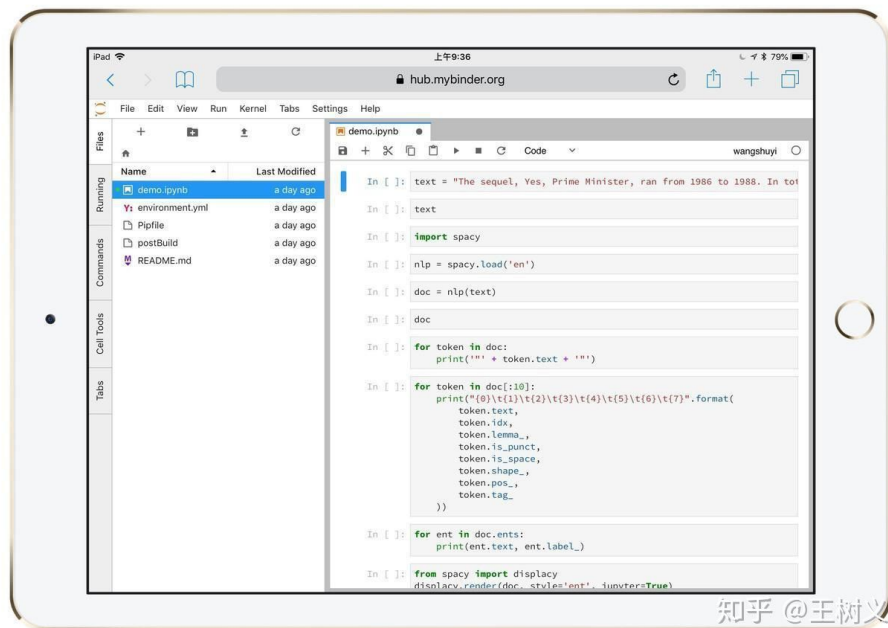 iPad 上午9:36 79%
hub.mybinder.org
File Edit View Run Kernel Tabs Settings Help
Files
Running
Commands
Cell Tools
Tabs
Name Last Modified
demo.ipynb a day ago
environment.yml a day ago
Pipfile a day ago
postBuild a day ago
README.md a day ago
demo.ipynb
Code wangshuyi
In [ ]: text = "The sequel, Yes, Prime Minister, ran from 1986 to 1988. In tot
In [ ]: text
In [ ]: import spacy
In [ ]: nlp = spacy.load('en')
In [ ]: doc = nlp(text)
In [ ]: doc
In [ ]: for token in doc:
print('"' + token.text + '"')
In [ ]: for token in doc[:10]:
print("{0}\t{1}\t{2}\t{3}\t{4}\t{5}\t{6}\t{7}".format(
token.text,
token.idx,
token.lemma_,
token.is_punct,
token.is_space,
token.shape_,
token.pos_,
token.tag_
))
In [ ]: for ent in doc.ents:
print(ent.text, ent.label_)
In [ ]: from spacy import displacy
displacy.render(doc, style='ent', jupyter=True)
知乎 @王树义